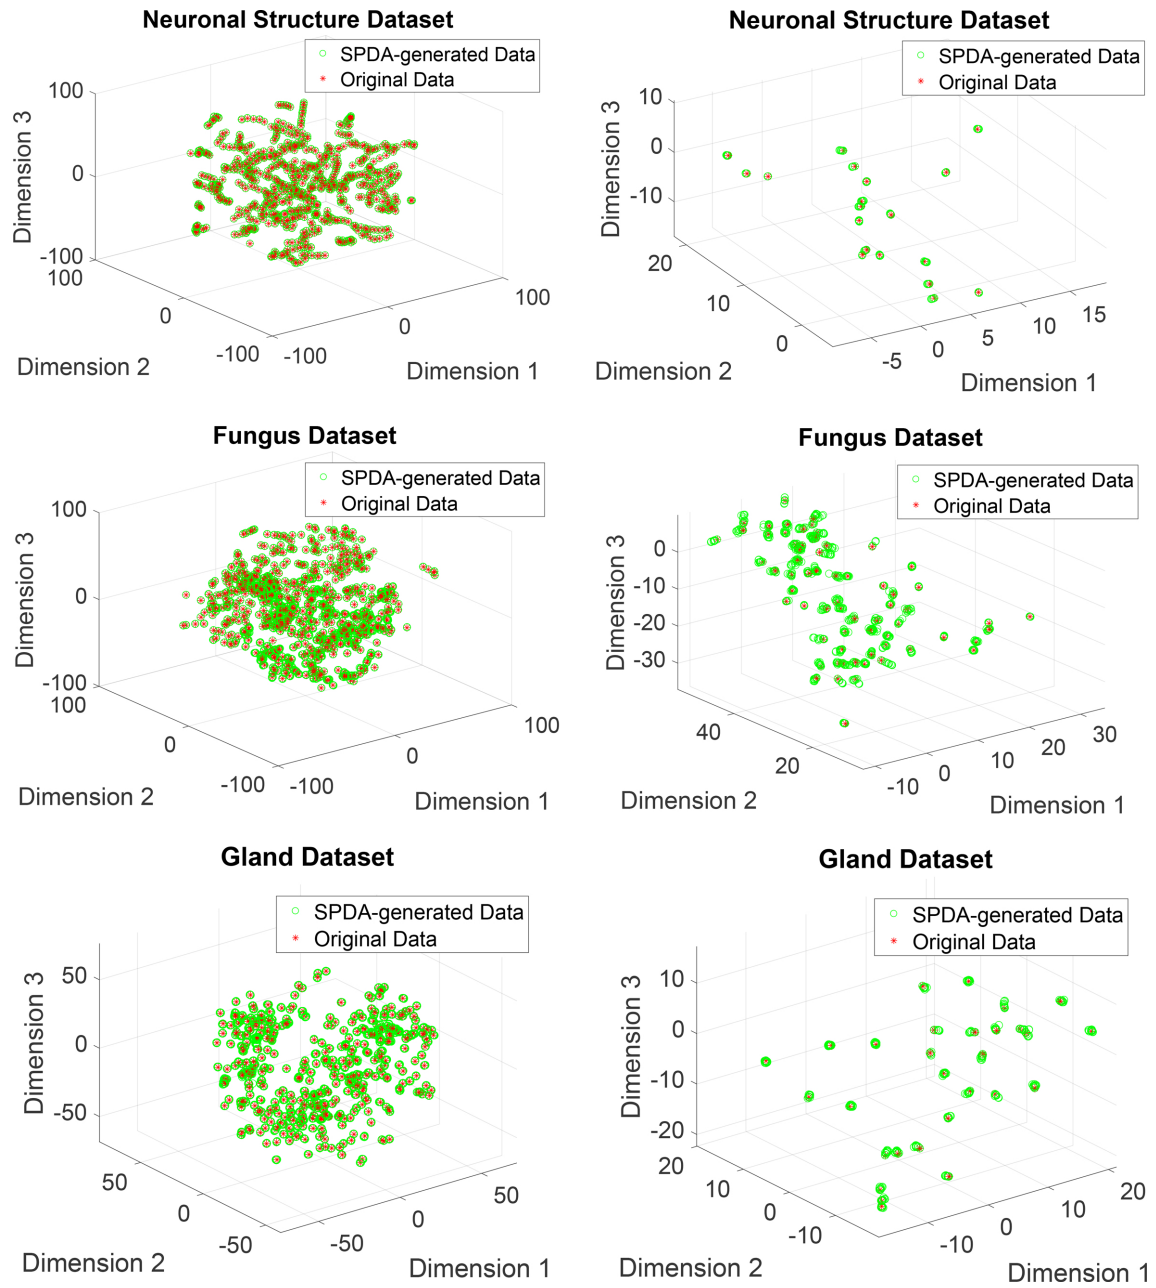 Neuronal Structure Dataset
SPDA-generated Data
Original Data
100
0
-100
Dimension 3
100
0
-100
Dimension 2
-100
0
100
Dimension 1
Neuronal Structure Dataset
SPDA-generated Data
Original Data
10
0
-10
Dimension 3
20
10
0
Dimension 2
-5
0
5
10
15
Dimension 1
Fungus Dataset
SPDA-generated Data
Original Data
100
0
-100
Dimension 3
100
0
-100
Dimension 2
-100
0
100
Dimension 1
Fungus Dataset
SPDA-generated Data
Original Data
0
-10
-20
-30
Dimension 3
40
20
Dimension 2
-10
0
10
20
30
Dimension 1
Gland Dataset
SPDA-generated Data
Original Data
50
0
-50
Dimension 3
50
0
-50
Dimension 2
-50
0
50
Dimension 1
Gland Dataset
SPDA-generated Data
Original Data
10
0
-10
-20
Dimension 3
20
10
0
-10
Dimension 2
-10
0
10
20
Dimension 1